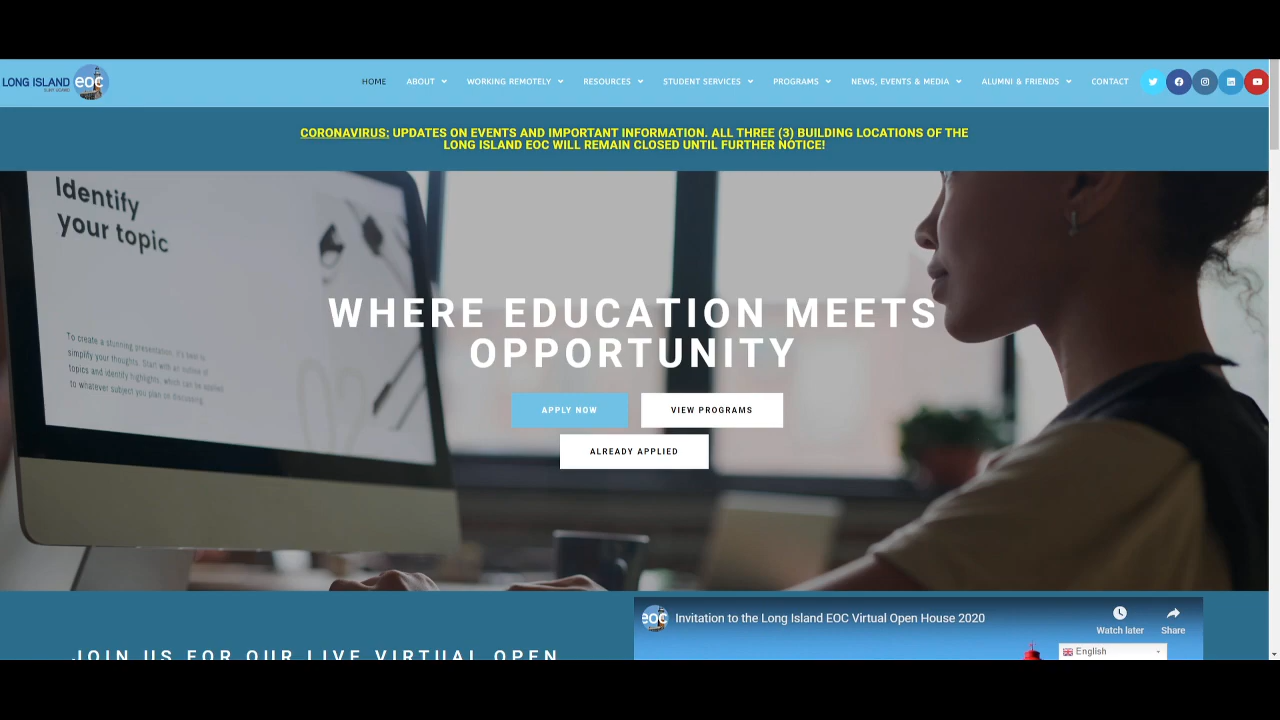 LONG ISLAND eoc
HOME ABOUT WORKING REMOTELY RESOURCES STUDENT SERVICES PROGRAMS NEWS, EVENTS & MEDIA ALUMNI & FRIENDS CONTACT
CORONAVIRUS: UPDATES ON EVENTS AND IMPORTANT INFORMATION. ALL THREE (3) BUILDING LOCATIONS OF THE
LONG ISLAND EOC WILL REMAIN CLOSED UNTIL FURTHER NOTICE!
Identify
your topic
To create a stunning presentation, it's best to
simplify your thoughts. Start with an outline of
topics and identify highlights, which can be applied
to whatever subject you plan on discussing.
02
WHERE EDUCATION MEETS
OPPORTUNITY
APPLY NOW VIEW PROGRAMS
ALREADY APPLIED
eoc Invitation to the Long Island EOC Virtual Open House 2020
Watch later Share
JOIN US FOR OUR LIVE VIRTUAL OPEN
English